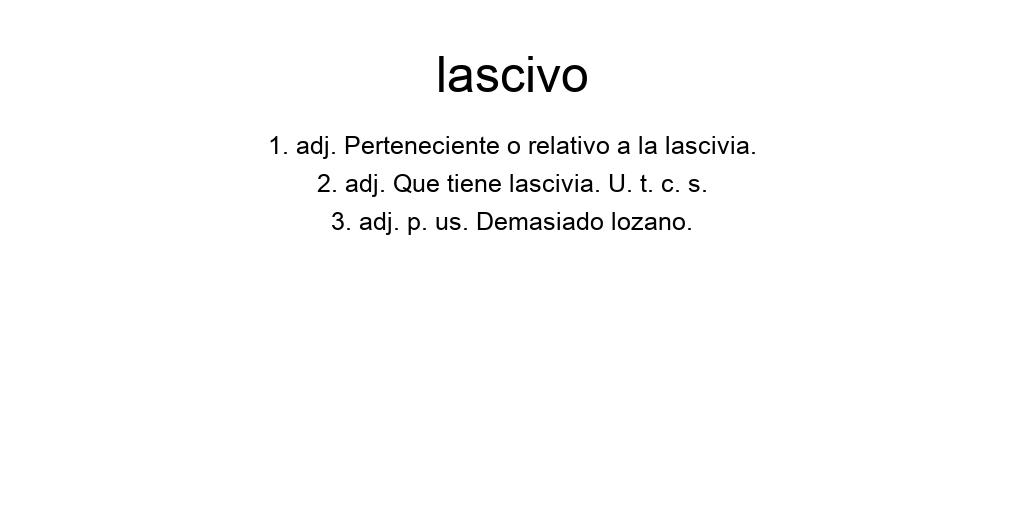 lascivo
1. adj. Perteneciente o relativo a la lascivia.
2. adj. Que tiene lascivia. U. t. c. s.
3. adj. p. us. Demasiado lozano.